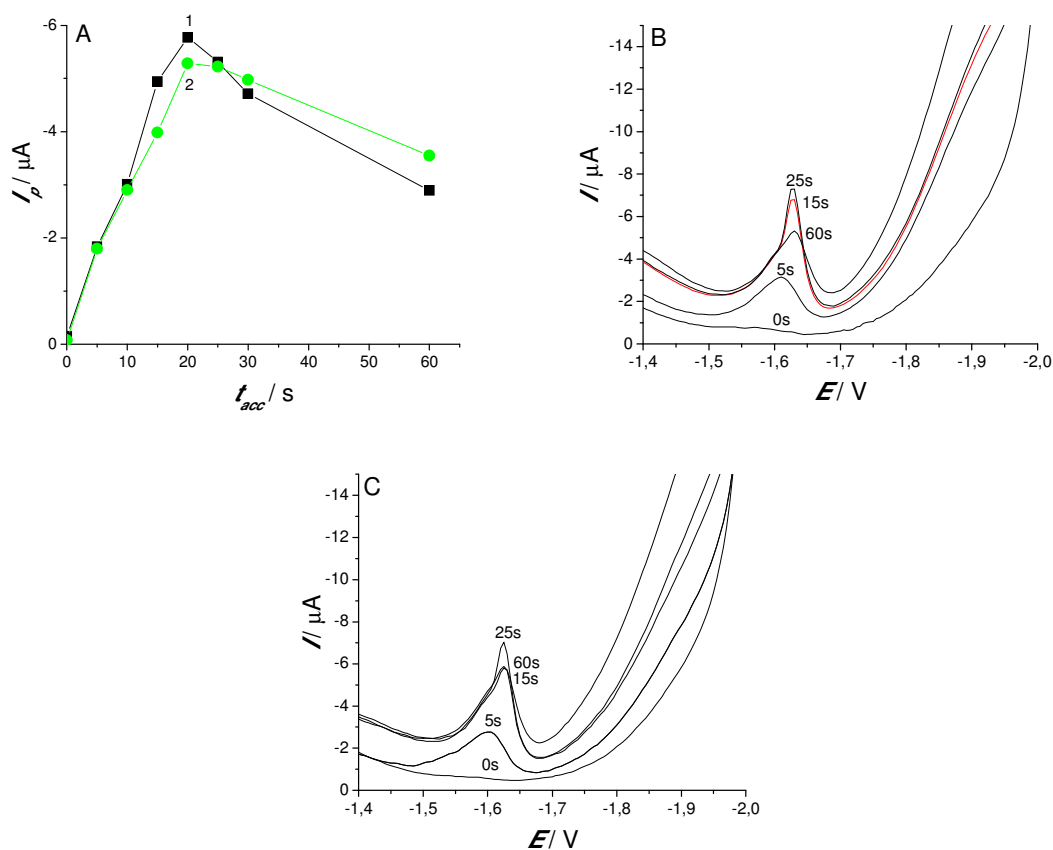 A
1
2
-6
-4
-2
0
0 10 20 30 40 50 60
I_p / µA
t_acc / s
B
-14
-12
-10
-8
-6
-4
-2
0
25s
15s
60s
5s
0s
-1,4 -1,5 -1,6 -1,7 -1,8 -1,9 -2,0
I / µA
E / V
C
-14
-12
-10
-8
-6
-4
-2
0
25s
60s
15s
5s
0s
-1,4 -1,5 -1,6 -1,7 -1,8 -1,9 -2,0
I / µA
E / V